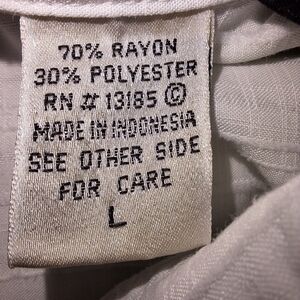 70% RAYON
30% POLYESTER
RN # 13185 ©
MADE IN INDONESIA
SEE OTHER SIDE
FOR CARE
L